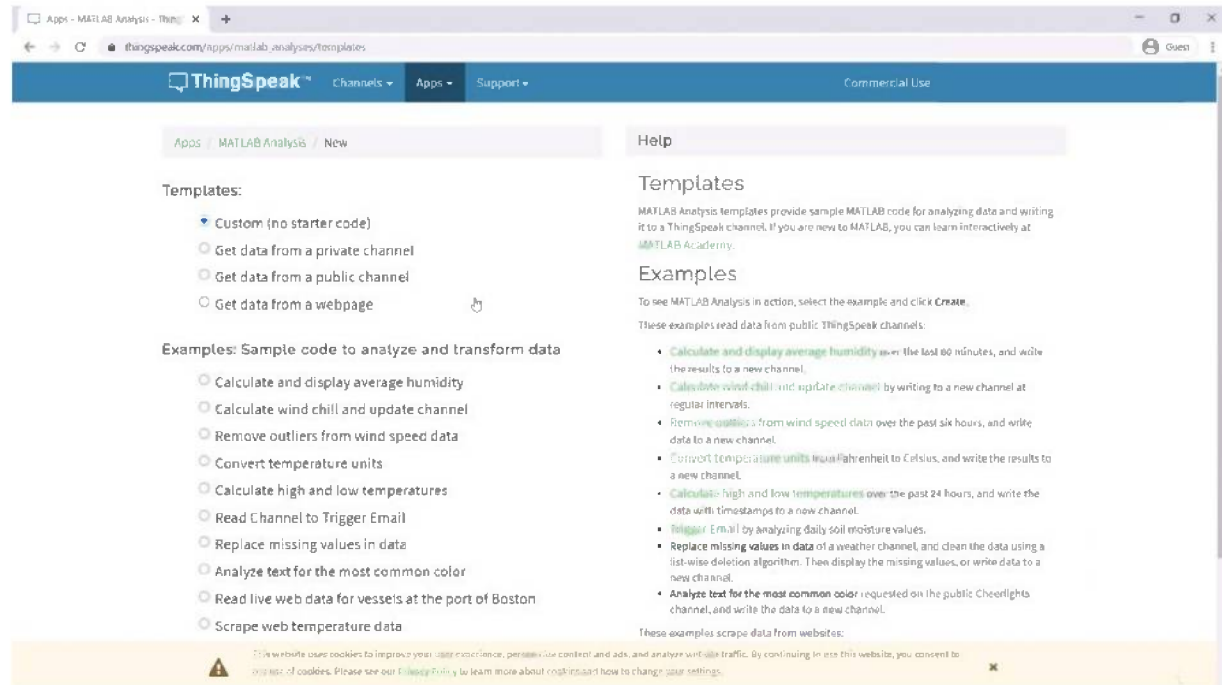 Apps - MATLAB Analysis - Thing
thingspeak.com/apps/matlab_analyses/templates
Guest
ThingSpeak™
Channels
Apps
Support
Commercial Use
Apps / MATLAB Analysis / New
Templates:
Custom (no starter code)
Get data from a private channel
Get data from a public channel
Get data from a webpage
Examples: Sample code to analyze and transform data
Calculate and display average humidity
Calculate wind chill and update channel
Remove outliers from wind speed data
Convert temperature units
Calculate high and low temperatures
Read Channel to Trigger Email
Replace missing values in data
Analyze text for the most common color
Read live web data for vessels at the port of Boston
Scrape web temperature data
Help
Templates
MATLAB Analysis templates provide sample MATLAB code for analyzing data and writing
it to a ThingSpeak channel. If you are new to MATLAB, you can learn interactively at
MATLAB Academy.
Examples
To see MATLAB Analysis in action, select the example and click Create.
These examples read data from public ThingSpeak channels:
Calculate and display average humidity over the last 60 minutes, and write
the results to a new channel.
Calculate wind chill and update channel by writing to a new channel at
regular intervals.
Remove outliers from wind speed data over the past six hours, and write
data to a new channel.
Convert temperature units from Fahrenheit to Celsius, and write the results to
a new channel.
Calculate high and low temperatures over the past 24 hours, and write the
data with timestamps to a new channel.
Trigger Email by analyzing daily soil moisture values.
Replace missing values in data of a weather channel, and clean the data using a
list-wise deletion algorithm. Then display the missing values, or write data to a
new channel.
Analyze text for the most common color requested on the public Cheerlights
channel, and write the data to a new channel.
These examples scrape data from websites:
This website uses cookies to improve your user experience, personalize content and ads, and analyze website traffic. By continuing to use this website, you consent to
our use of cookies. Please see our Privacy Policy to learn more about cookies and how to change your settings.